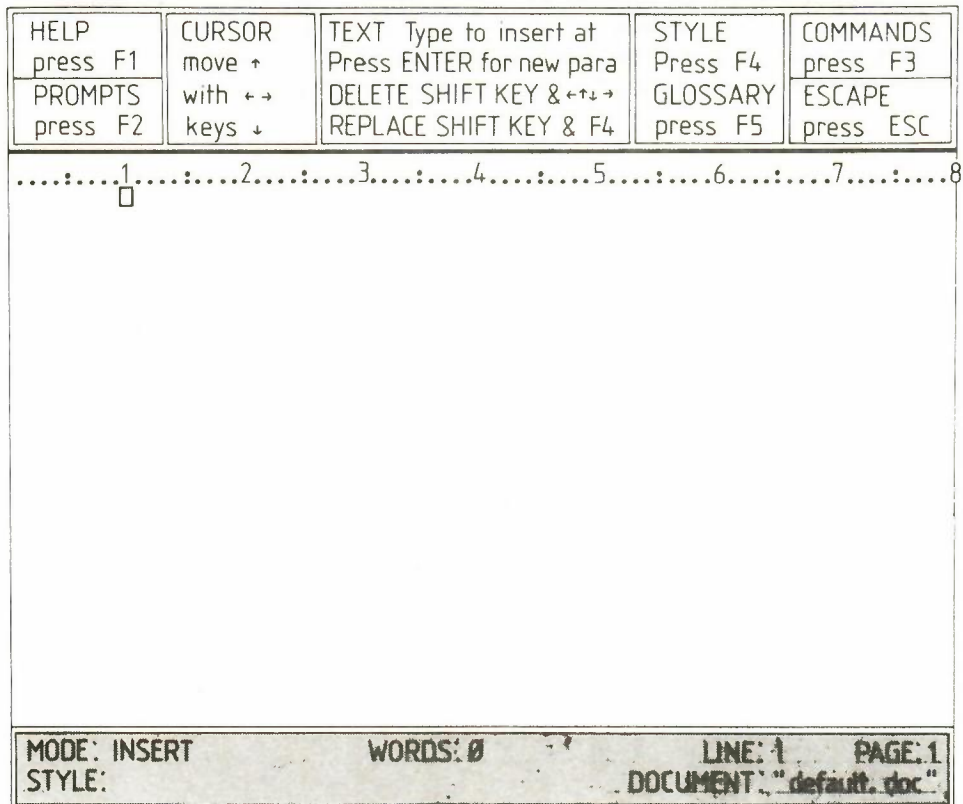 HELP
press F1
PROMPTS
press F2
CURSOR
move ↑
with ← →
keys ↓
TEXT Type to insert at
Press ENTER for new para
DELETE SHIFT KEY & ←↑↓→
REPLACE SHIFT KEY & F4
STYLE
Press F4
GLOSSARY
press F5
COMMANDS
press F3
ESCAPE
press ESC
....:....1....:....2....:....3....:....4....:....5....:....6....:....7....:....8
MODE: INSERT WORDS: Ø LINE: 1 PAGE: 1
STYLE: DOCUMENT: "default. doc"